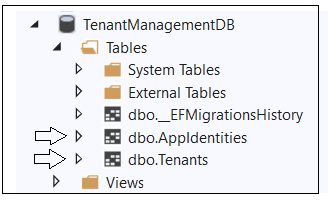 TenantManagementDB
Tables
System Tables
External Tables
dbo.__EFMigrationsHistory
dbo.AppIdentities
dbo.Tenants
Views